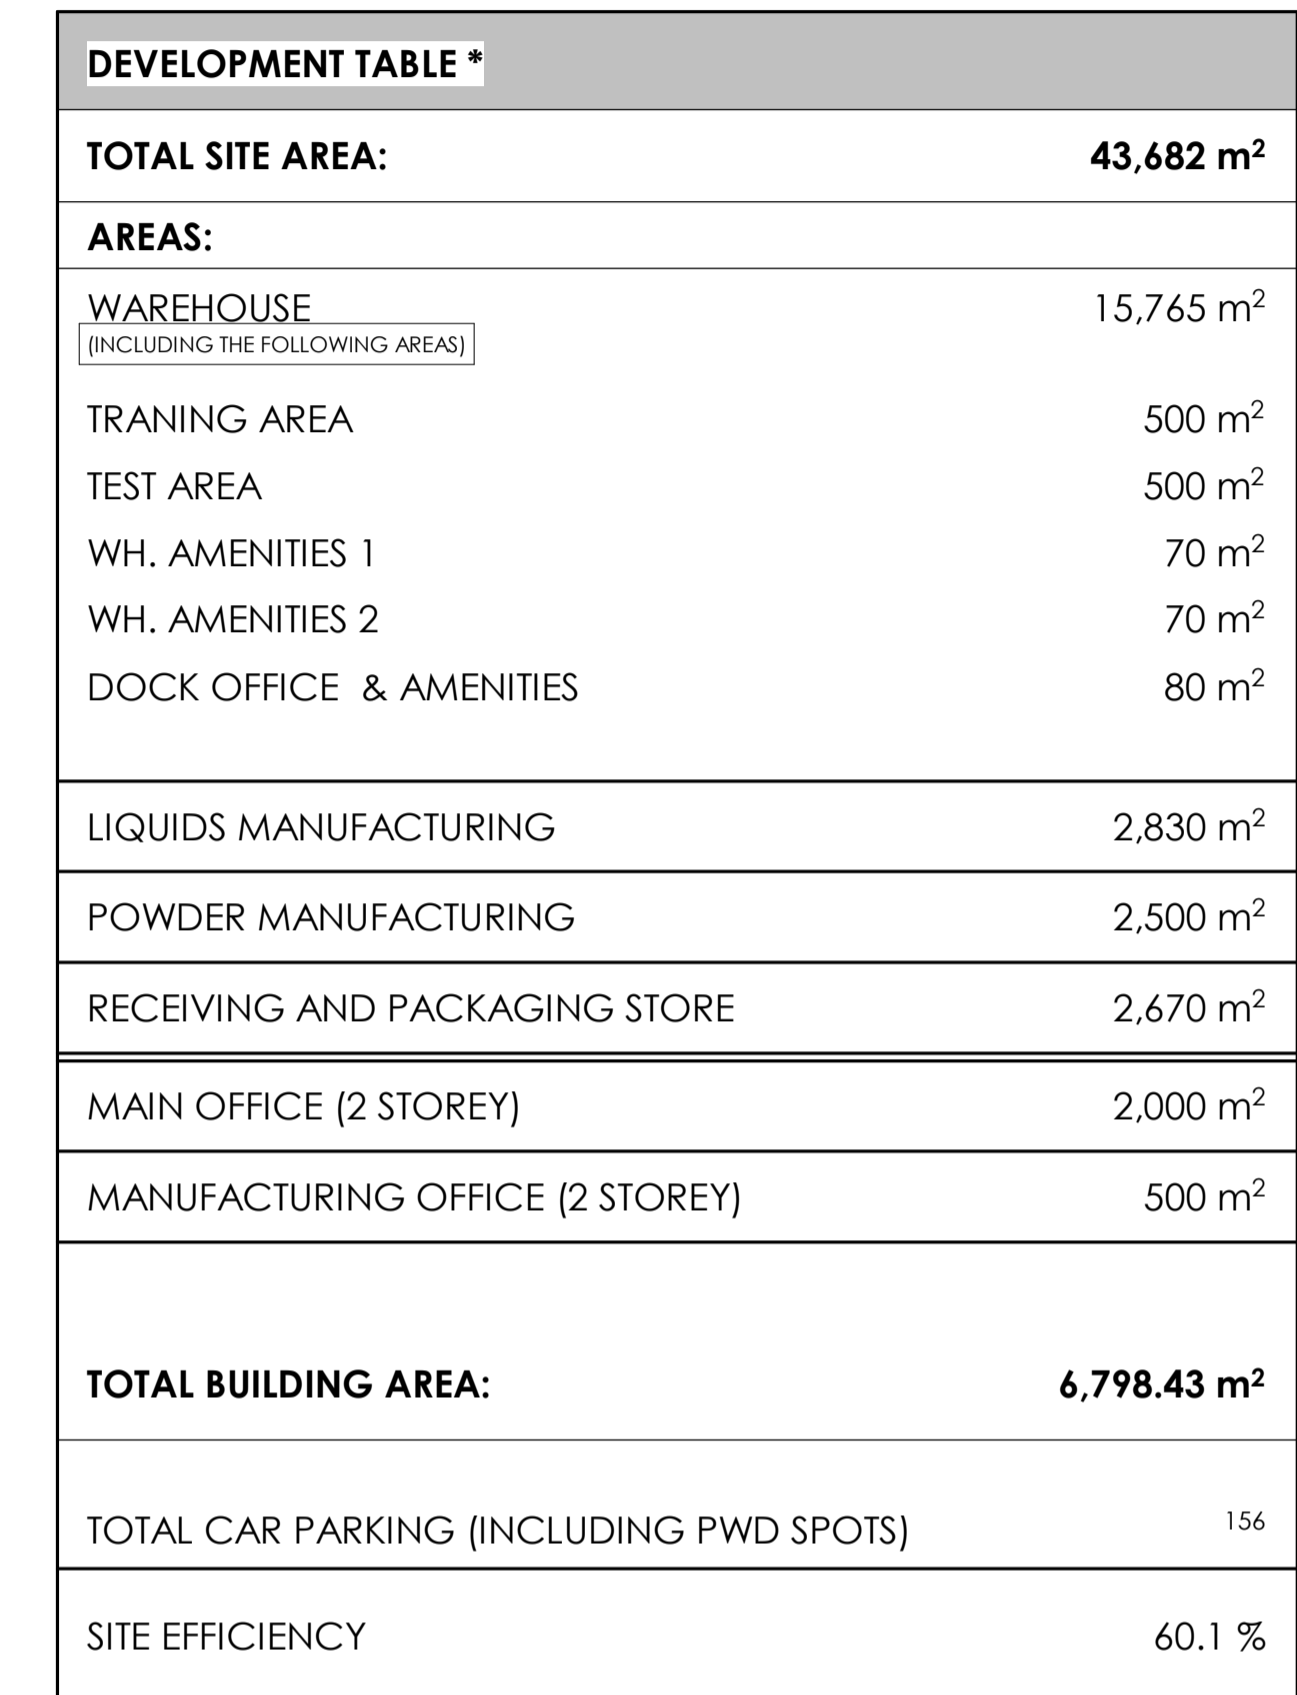 DEVELOPMENT TABLE *
TOTAL SITE AREA: 43,682 m²
AREAS:
WAREHOUSE 15,765 m²
(INCLUDING THE FOLLOWING AREAS)
TRANING AREA 500 m²
TEST AREA 500 m²
WH. AMENITIES 1 70 m²
WH. AMENITIES 2 70 m²
DOCK OFFICE & AMENITIES 80 m²
LIQUIDS MANUFACTURING 2,830 m²
POWDER MANUFACTURING 2,500 m²
RECEIVING AND PACKAGING STORE 2,670 m²
MAIN OFFICE (2 STOREY) 2,000 m²
MANUFACTURING OFFICE (2 STOREY) 500 m²
TOTAL BUILDING AREA: 6,798.43 m²
TOTAL CAR PARKING (INCLUDING PWD SPOTS) 156
SITE EFFICIENCY 60.1 %